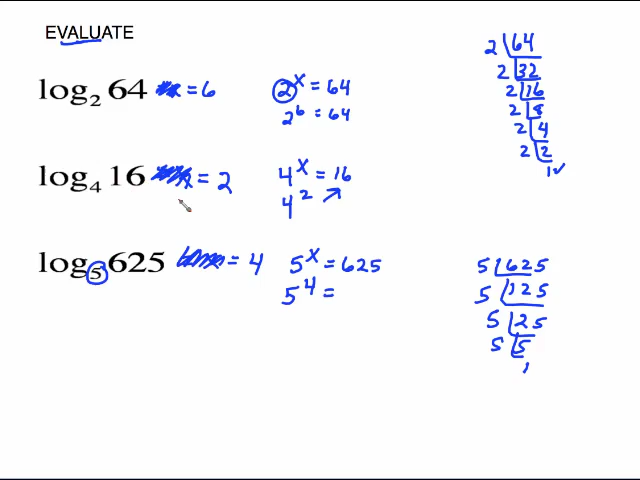 EVALUATE
log₂ 64 = 6
2ˣ = 64
2⁶ = 64
log₄ 16 = 2
4ˣ = 16
4²
log₅ 625 = 4
5ˣ = 625
5⁴ =
2 64
2 32
2 16
2 8
2 4
2 2
1
5 625
5 125
5 25
5 5
1